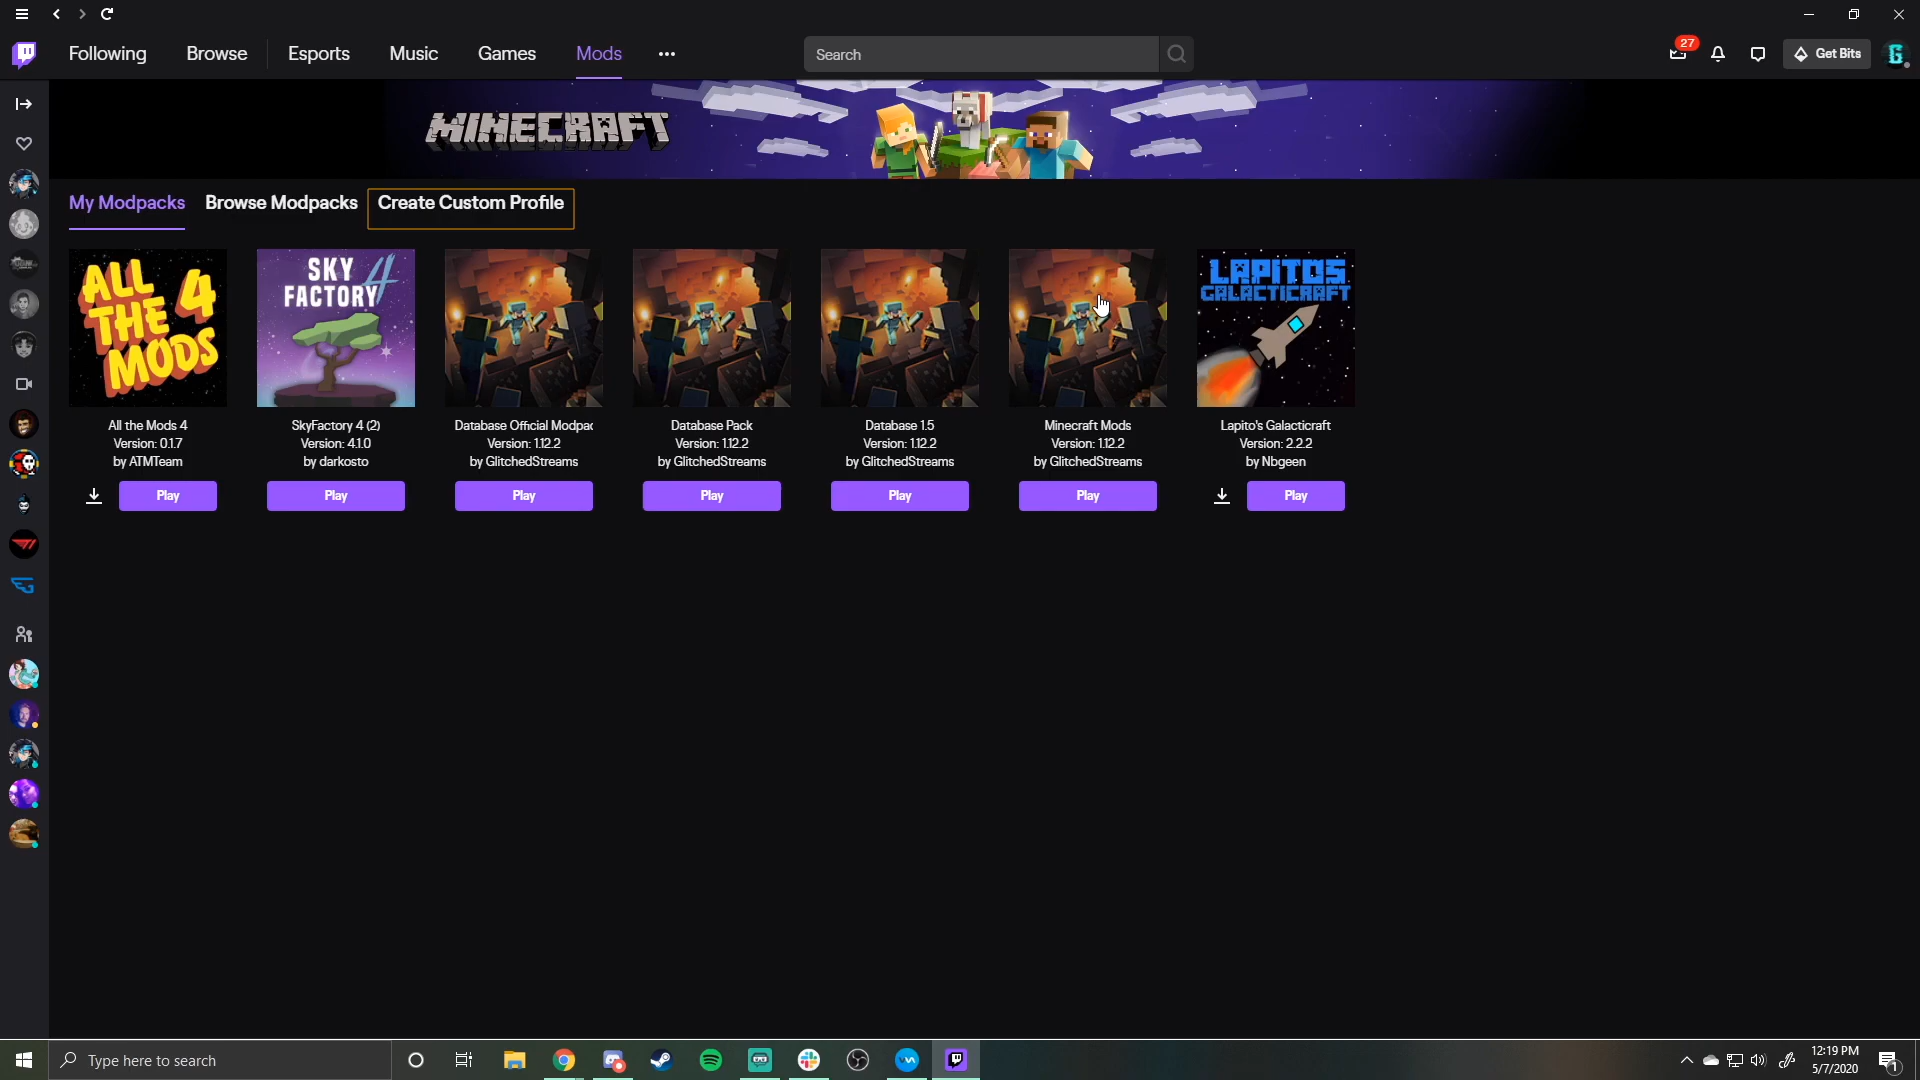 Following
Browse
Esports
Music
Games
Mods
Search
27
Get Bits
MINECRAFT
My Modpacks
Browse Modpacks
Create Custom Profile
ALL
THE 4
MODS
SKY
FACTORY 4
LAPITOS
GALACTICRAFT
All the Mods 4
Version: 0.1.7
by ATMTeam
Play
SkyFactory 4 (2)
Version: 4.1.0
by darkosto
Play
Database Official Modpac
Version: 1.12.2
by GlitchedStreams
Play
Database Pack
Version: 1.12.2
by GlitchedStreams
Play
Database 1.5
Version: 1.12.2
by GlitchedStreams
Play
Minecraft Mods
Version: 1.12.2
by GlitchedStreams
Play
Lapito's Galacticraft
Version: 2.2.2
by Nbgeen
Play
Type here to search
12:19 PM
5/7/2020
1